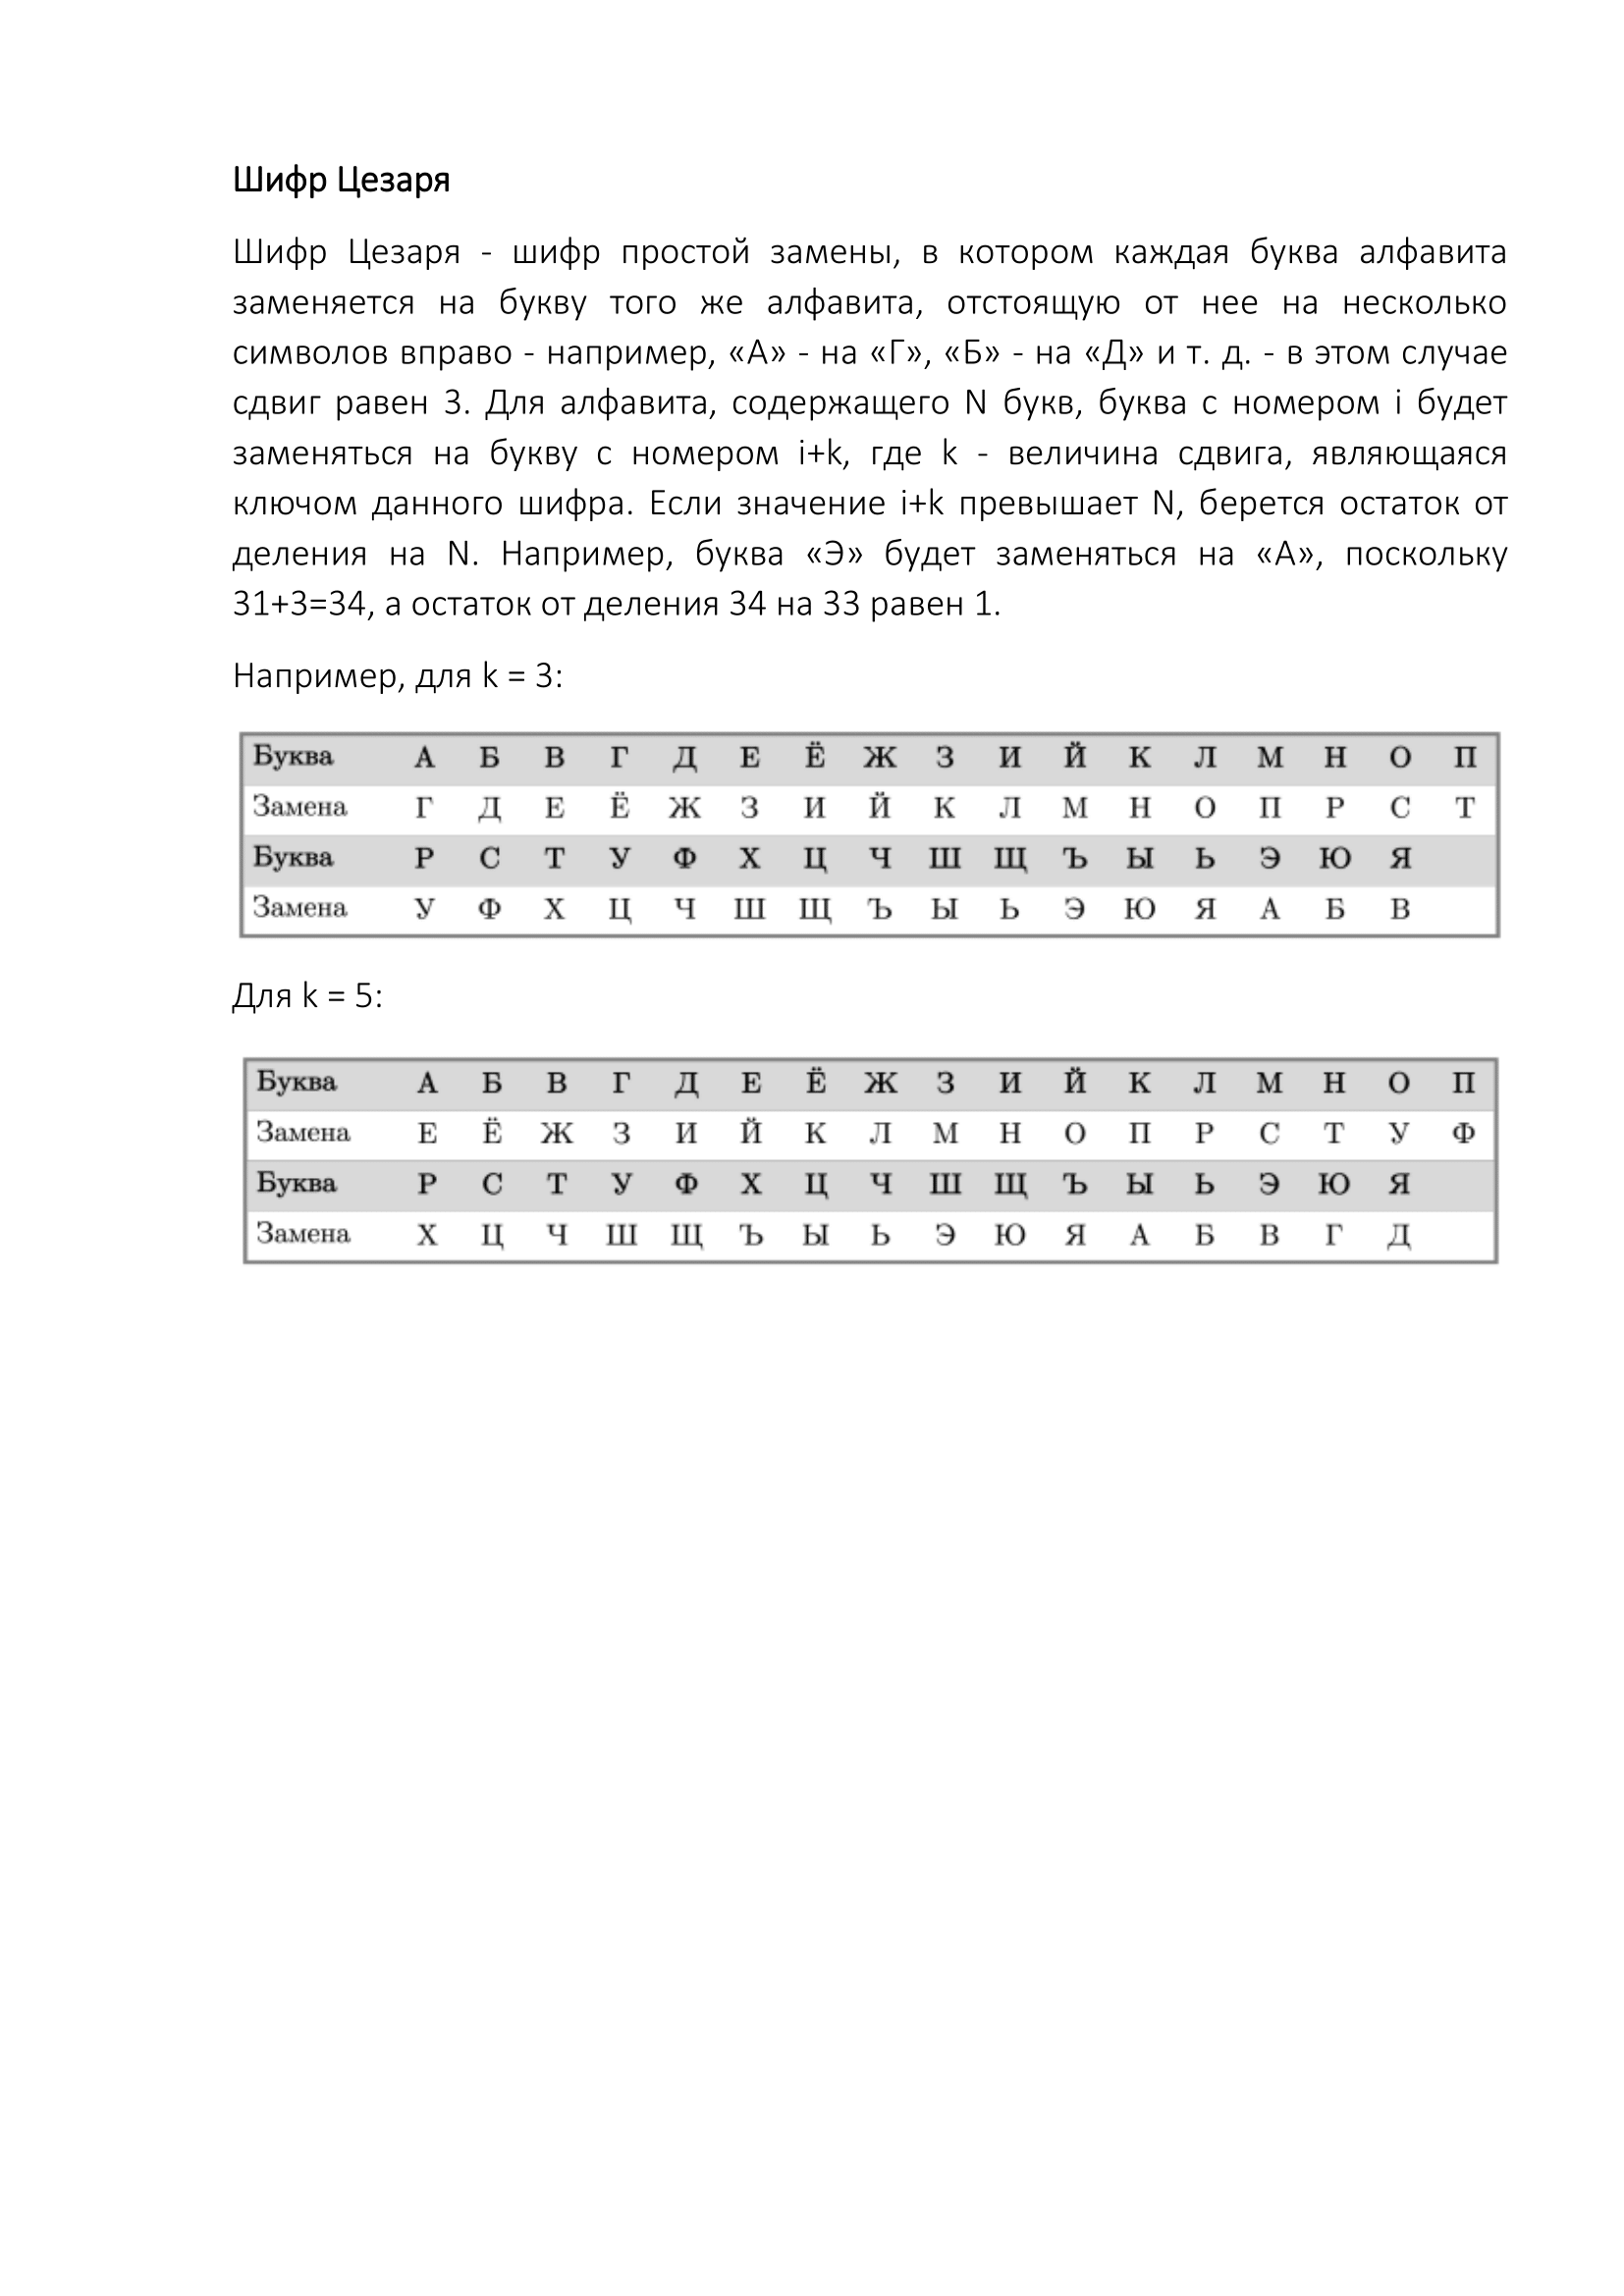 Шифр Цезаря
Шифр Цезаря - шифр простой замены, в котором каждая буква алфавита
заменяется на букву того же алфавита, отстоящую от нее на несколько
символов вправо - например, «А» - на «Г», «Б» - на «Д» и т. д. - в этом случае
сдвиг равен 3. Для алфавита, содержащего N букв, буква с номером i будет
заменяться на букву с номером i+k, где k - величина сдвига, являющаяся
ключом данного шифра. Если значение i+k превышает N, берется остаток от
деления на N. Например, буква «Э» будет заменяться на «А», поскольку
31+3=34, а остаток от деления 34 на 33 равен 1.
Например, для k = 3:
Буква А Б В Г Д Е Ё Ж З И Й К Л М Н О П
Замена Г Д Е Ё Ж З И Й К Л М Н О П Р С Т
Буква Р С Т У Ф Х Ц Ч Ш Щ Ъ Ы Ь Э Ю Я
Замена У Ф Х Ц Ч Ш Щ Ъ Ы Ь Э Ю Я А Б В
Для k = 5:
Буква А Б В Г Д Е Ё Ж З И Й К Л М Н О П
Замена Е Ё Ж З И Й К Л М Н О П Р С Т У Ф
Буква Р С Т У Ф Х Ц Ч Ш Щ Ъ Ы Ь Э Ю Я
Замена Х Ц Ч Ш Щ Ъ Ы Ь Э Ю Я А Б В Г Д